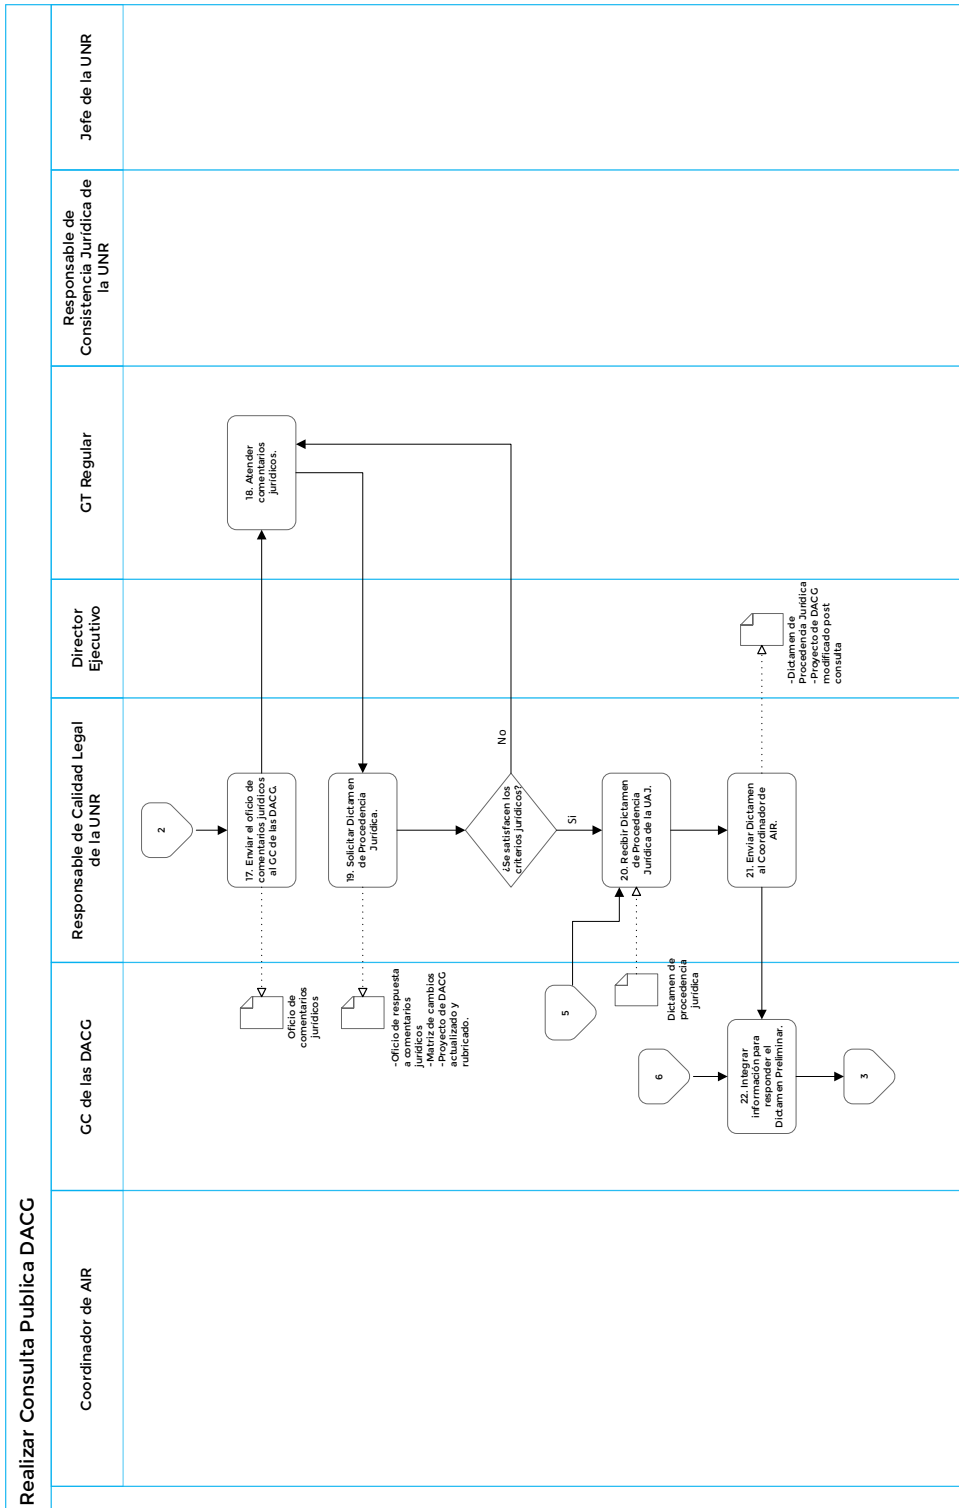 Realizar Consulta Publica DACG
Jefe de la UNR
Responsable de
Consistencia Jurídica de
la UNR
GT Regular
Director
Ejecutivo
Responsable de Calidad Legal
de la UNR
GC de las DACG
Coordinador de AIR
2
17. Enviar el oficio de
comentarios jurídicos
al GC de las DACG.
Oficio de
comentarios
jurídicos
18. Atender
comentarios
jurídicos.
19. Solicitar Dictamen
de Procedencia
Jurídica.
-Oficio de respuesta
a comentarios
jurídicos
-Matriz de cambios
-Proyecto de DACG
actualizado y
rubricado.
¿Se satisfacen los
criterios jurídicos?
No
Si
5
20. Recibir Dictamen
de Procedencia
Jurídica de la UAJ.
Dictamen de
procedencia
jurídica
21. Enviar Dictamen
al Coordinador de
AIR.
-Dictamen de
Procedencia Jurídica
-Proyecto de DACG
modificado post
consulta
6
22. Integrar
información para
responder el
Dictamen Preliminar.
3